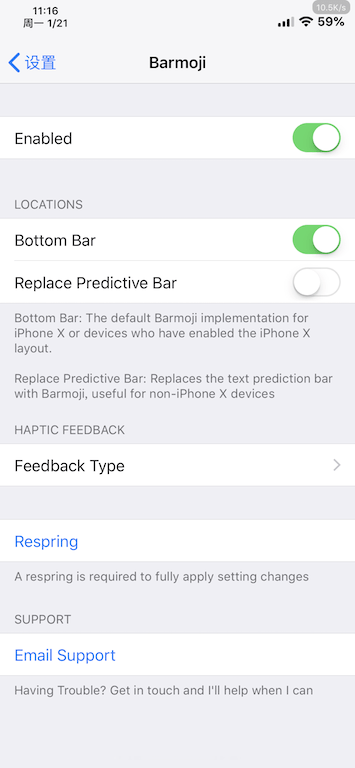 11:16
周一 1/21
10.5K/s
59%
设置
Barmoji
Enabled
LOCATIONS
Bottom Bar
Replace Predictive Bar
Bottom Bar: The default Barmoji implementation for
iPhone X or devices who have enabled the iPhone X
layout.
Replace Predictive Bar: Replaces the text prediction bar
with Barmoji, useful for non-iPhone X devices
HAPTIC FEEDBACK
Feedback Type
Respring
A respring is required to fully apply setting changes
SUPPORT
Email Support
Having Trouble? Get in touch and I'll help when I can